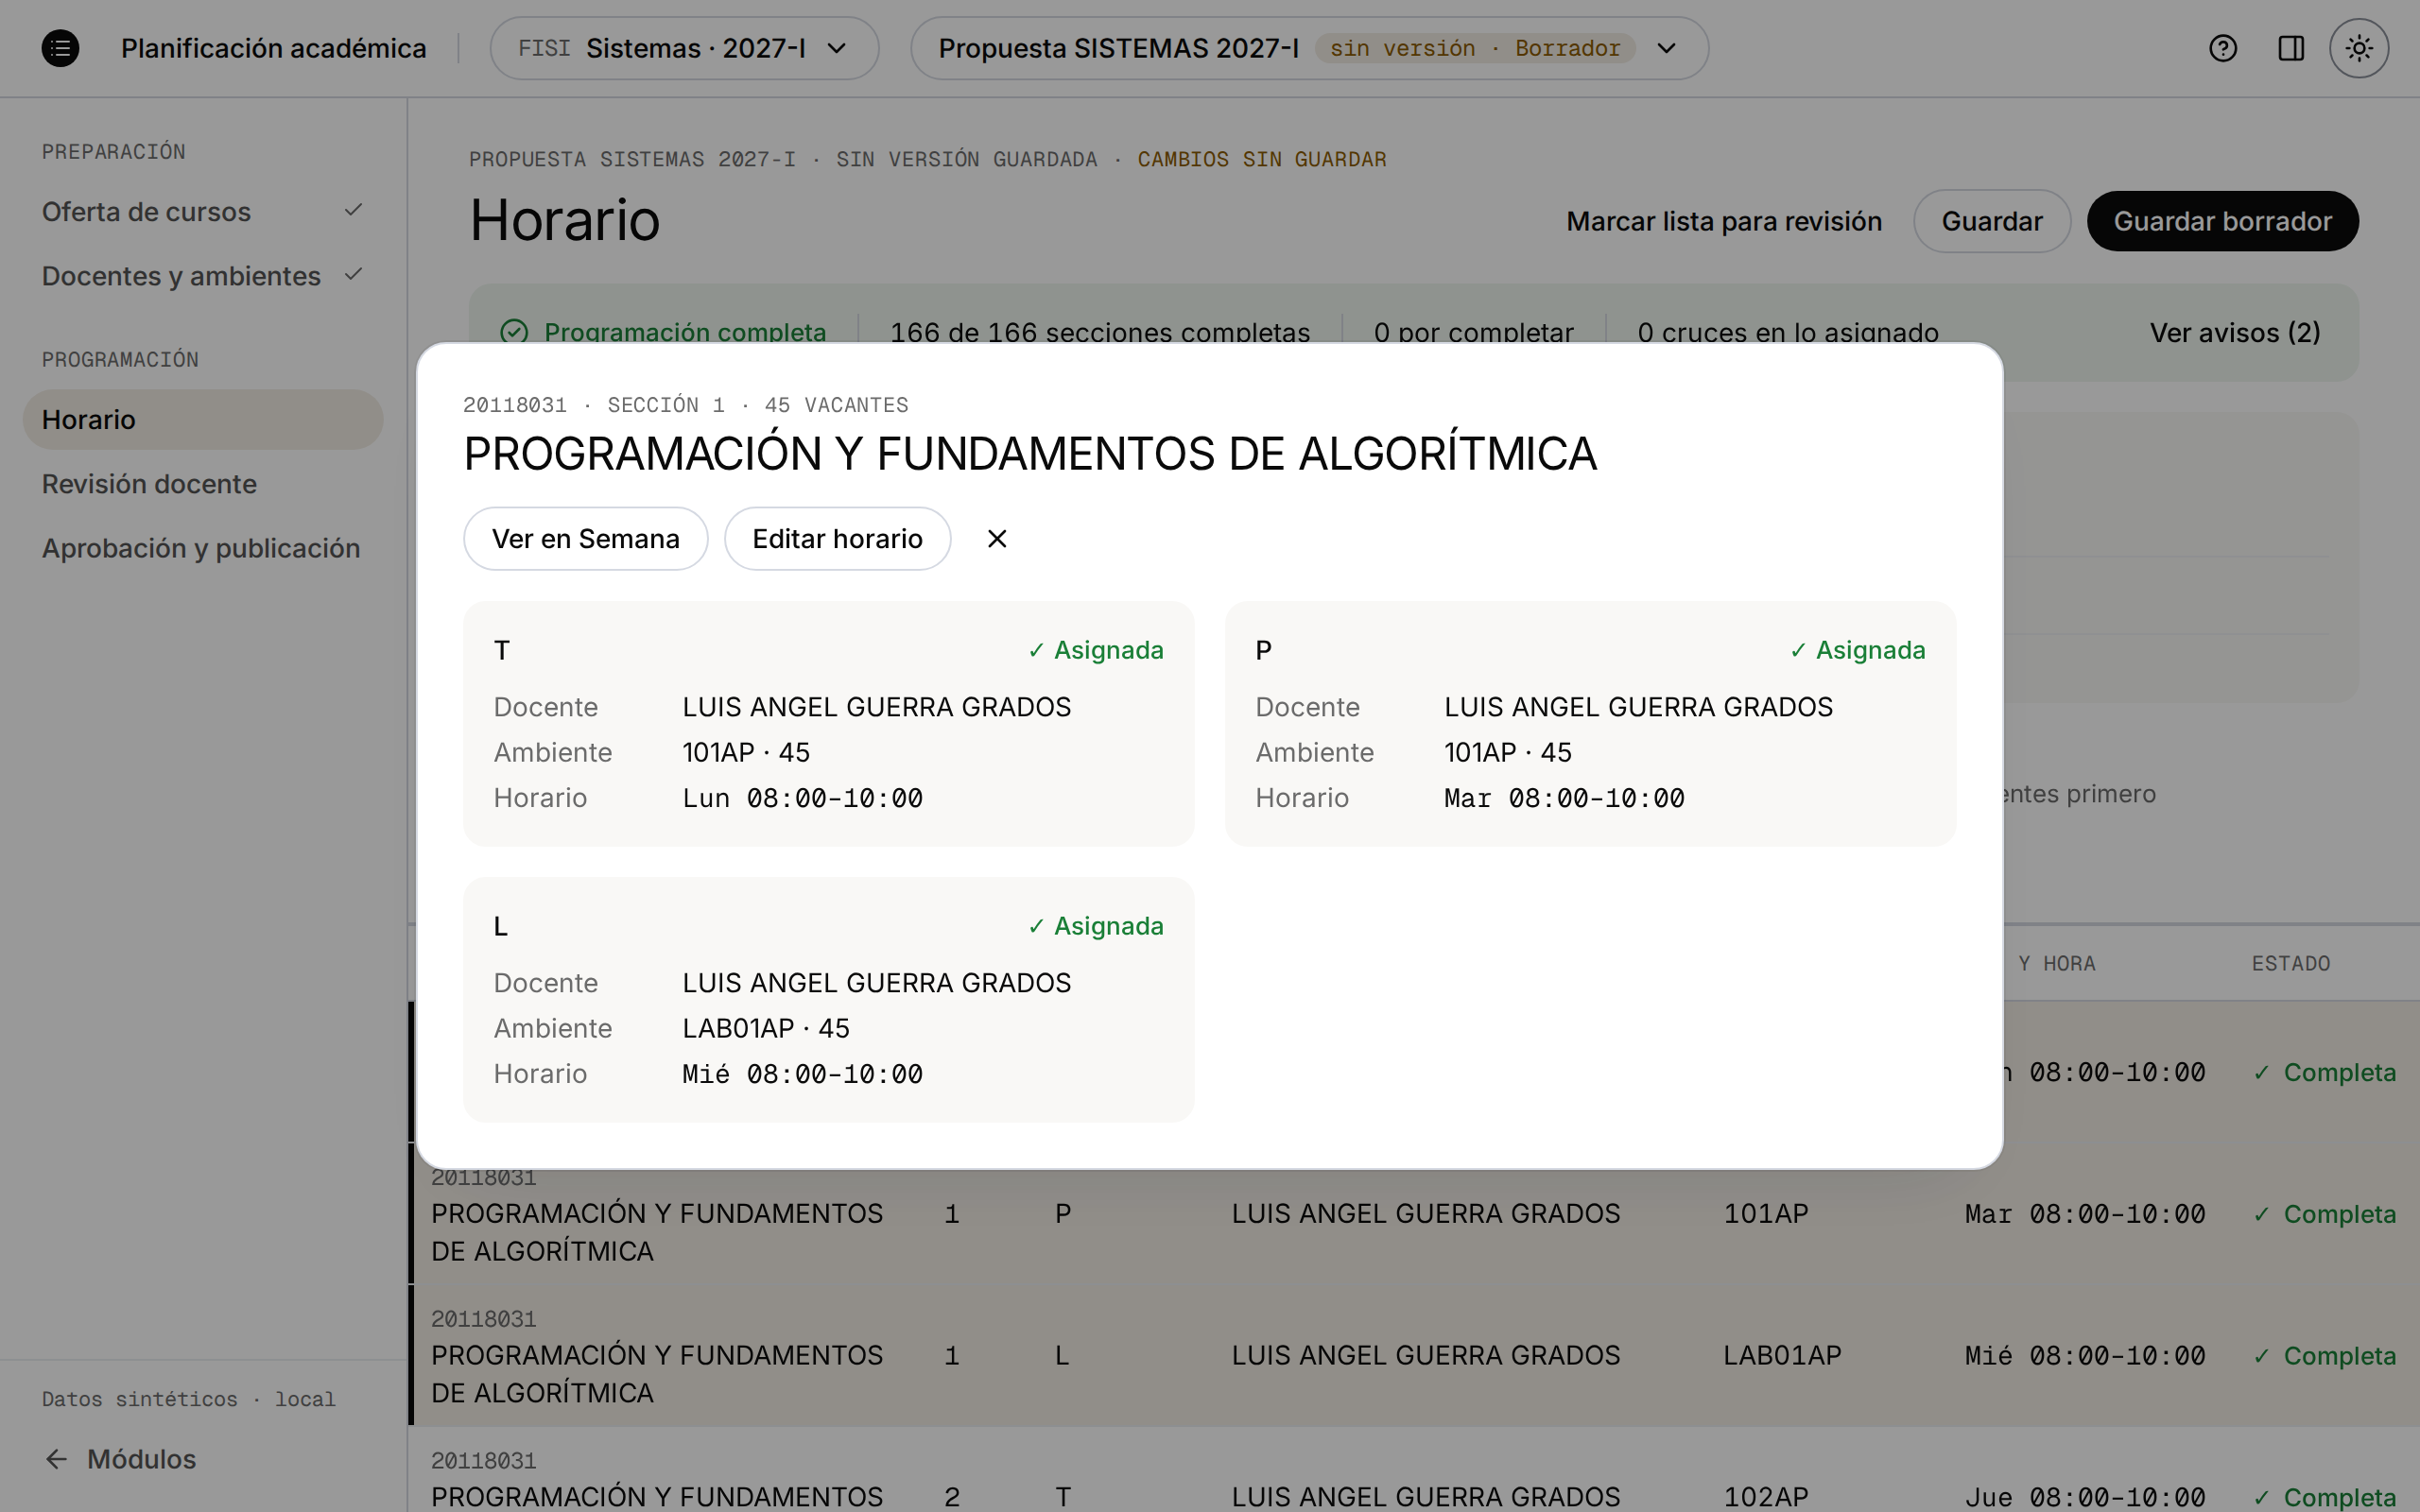 Planificación académica
FISI Sistemas · 2027-I
Propuesta SISTEMAS 2027-I sin versión · Borrador
PREPARACIÓN
Oferta de cursos
Docentes y ambientes
PROGRAMACIÓN
Horario
Revisión docente
Aprobación y publicación
Datos sintéticos · local
Módulos
PROPUESTA SISTEMAS 2027-I · SIN VERSIÓN GUARDADA · CAMBIOS SIN GUARDAR
Horario
Marcar lista para revisión
Guardar
Guardar borrador
Programación completa
166 de 166 secciones completas
0 por completar
0 cruces en lo asignado
Ver avisos (2)
20118031 · SECCIÓN 1 · 45 VACANTES
PROGRAMACIÓN Y FUNDAMENTOS DE ALGORÍTMICA
Ver en Semana
Editar horario
T ✓ Asignada
Docente LUIS ANGEL GUERRA GRADOS
Ambiente 101AP · 45
Horario Lun 08:00–10:00
P ✓ Asignada
Docente LUIS ANGEL GUERRA GRADOS
Ambiente 101AP · 45
Horario Mar 08:00–10:00
L ✓ Asignada
Docente LUIS ANGEL GUERRA GRADOS
Ambiente LAB01AP · 45
Horario Mié 08:00–10:00
primero
Y HORA ESTADO
08:00–10:00 ✓ Completa
20118031
PROGRAMACIÓN Y FUNDAMENTOS 1 P LUIS ANGEL GUERRA GRADOS 101AP Mar 08:00–10:00 ✓ Completa
DE ALGORÍTMICA
20118031
PROGRAMACIÓN Y FUNDAMENTOS 1 L LUIS ANGEL GUERRA GRADOS LAB01AP Mié 08:00–10:00 ✓ Completa
DE ALGORÍTMICA
20118031
PROGRAMACIÓN Y FUNDAMENTOS 2 T LUIS ANGEL GUERRA GRADOS 102AP Jue 08:00–10:00 ✓ Completa